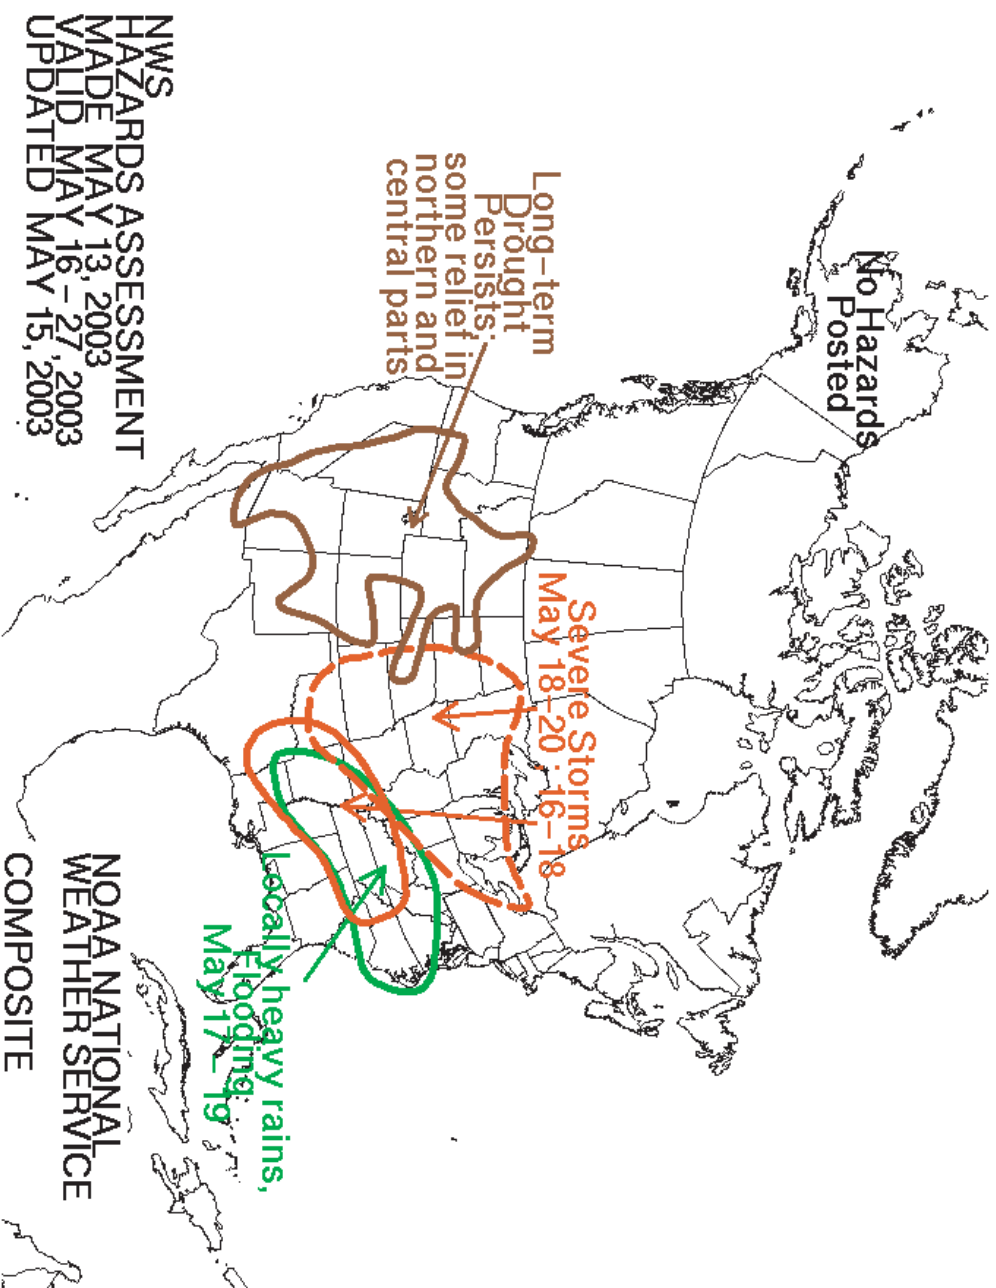 No Hazards
Posted
Long-term
Drought
Persists.
some relief in
northern and
central parts
Severe Storms
May 18-20 · 16-18
Locally heavy rains,
Flooding
May 17- 19
NWS
HAZARDS ASSESSMENT
MADE MAY 13, 2003
VALID MAY 16-27, 2003
UPDATED MAY 15, 2003
NOAA NATIONAL
WEATHER SERVICE
COMPOSITE